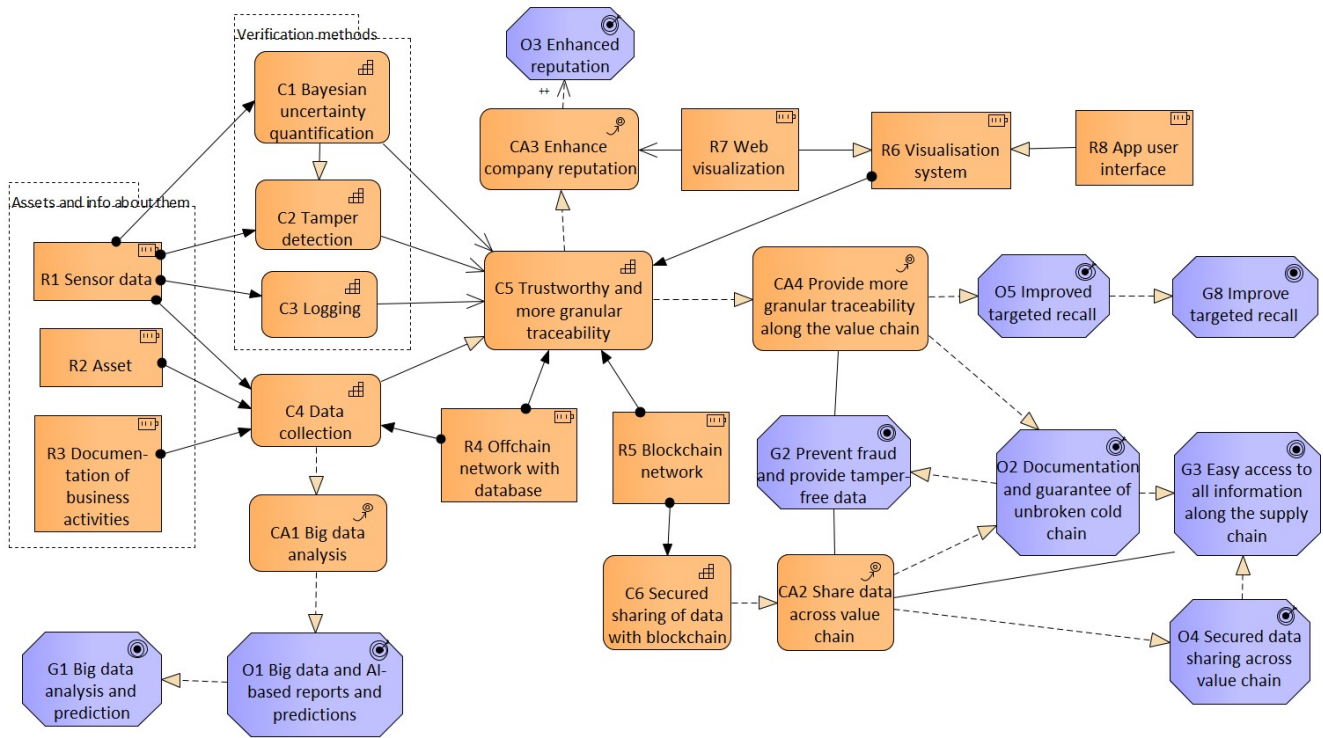 Verification methods
C1 Bayesian
uncertainty
quantification
O3 Enhanced
reputation
++
CA3 Enhance
company reputation
R7 Web
visualization
R6 Visualisation
system
R8 App user
interface
Assets and info about them
R1 Sensor data
C2 Tamper
detection
C3 Logging
C5 Trustworthy and
more granular
traceability
CA4 Provide more
granular traceability
along the value chain
O5 Improved
targeted recall
G8 Improve
targeted recall
R2 Asset
C4 Data
collection
R3 Documen-
tation of
business
activities
R4 Offchain
network with
database
R5 Blockchain
network
G2 Prevent fraud
and provide tamper-
free data
O2 Documentation
and guarantee of
unbroken cold
chain
G3 Easy access to
all information
along the supply
chain
CA1 Big data
analysis
C6 Secured
sharing of data
with blockchain
CA2 Share data
across value
chain
O4 Secured data
sharing across
value chain
G1 Big data
analysis and
prediction
O1 Big data and AI-
based reports and
predictions